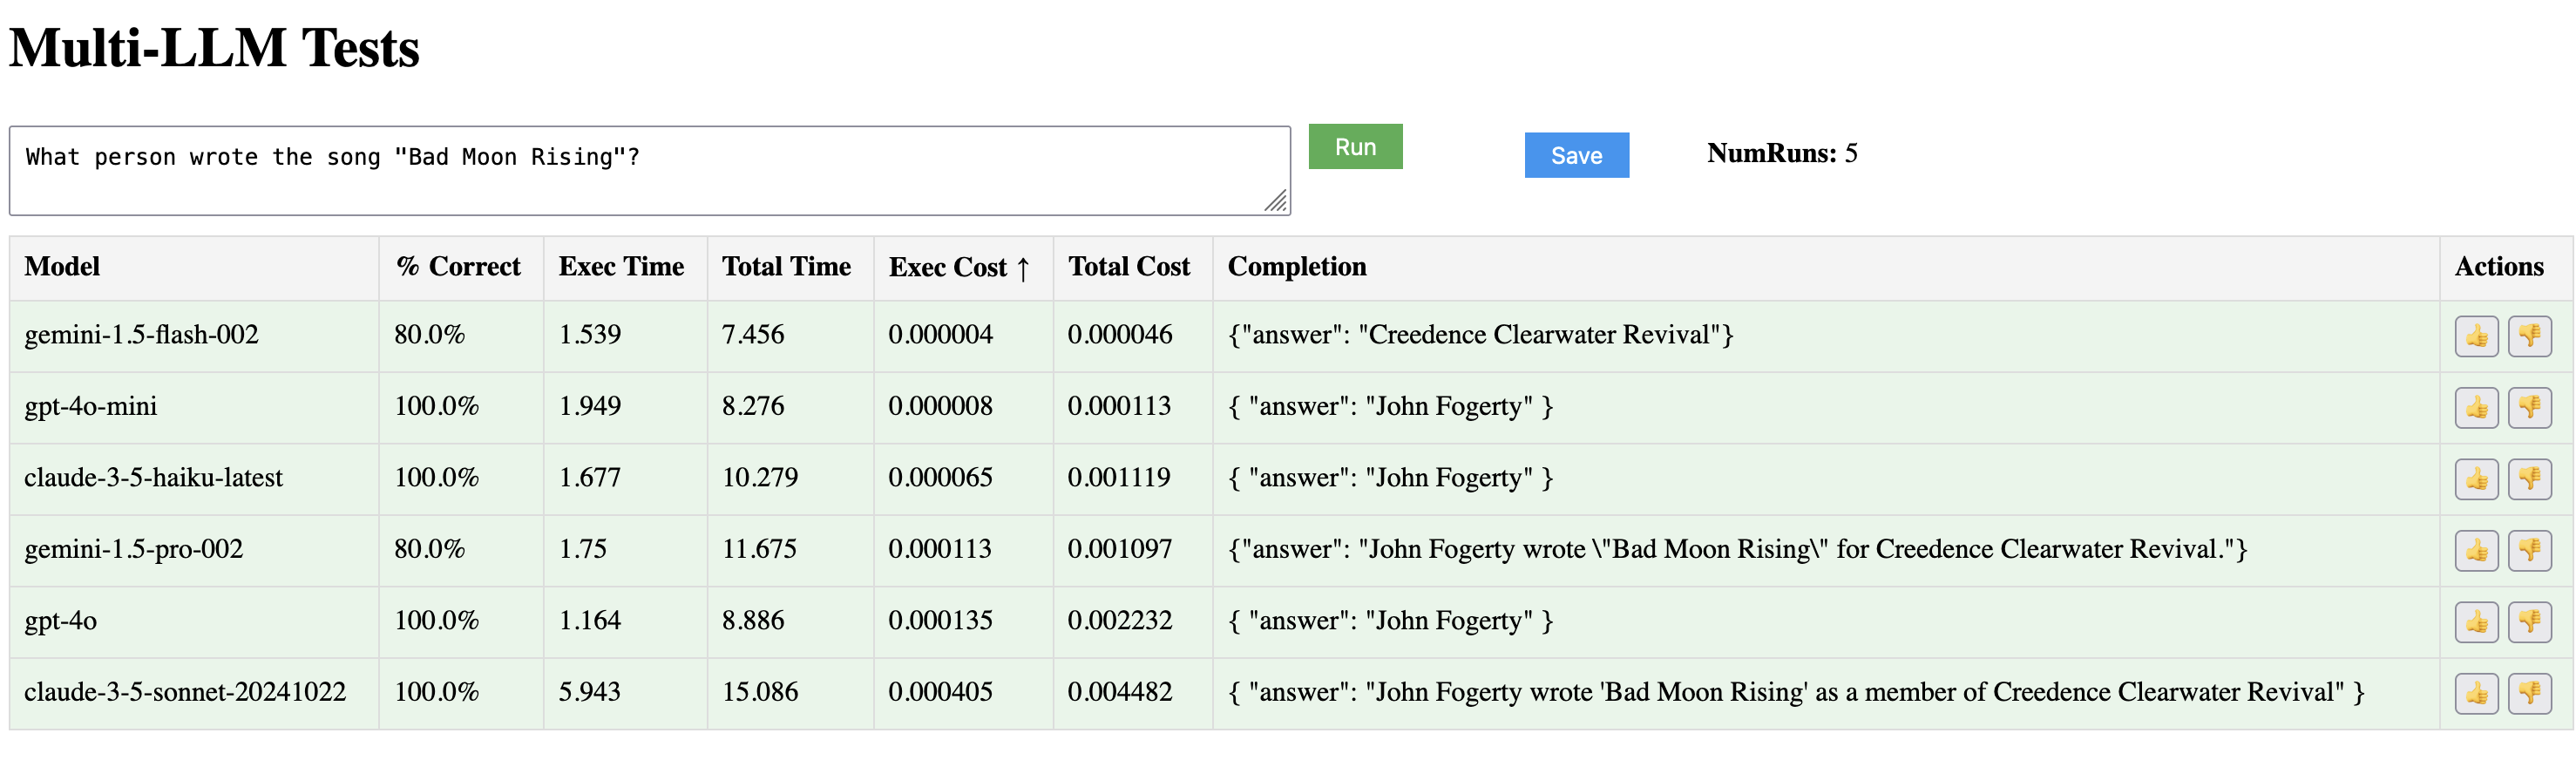 Multi-LLM Tests
What person wrote the song "Bad Moon Rising"?
Run
Save
NumRuns: 5
Model % Correct Exec Time Total Time Exec Cost ↑ Total Cost Completion Actions
gemini-1.5-flash-002 80.0% 1.539 7.456 0.000004 0.000046 {"answer": "Creedence Clearwater Revival"} 👍 👎
gpt-4o-mini 100.0% 1.949 8.276 0.000008 0.000113 { "answer": "John Fogerty" } 👍 👎
claude-3-5-haiku-latest 100.0% 1.677 10.279 0.000065 0.001119 { "answer": "John Fogerty" } 👍 👎
gemini-1.5-pro-002 80.0% 1.75 11.675 0.000113 0.001097 {"answer": "John Fogerty wrote \"Bad Moon Rising\" for Creedence Clearwater Revival."} 👍 👎
gpt-4o 100.0% 1.164 8.886 0.000135 0.002232 { "answer": "John Fogerty" } 👍 👎
claude-3-5-sonnet-20241022 100.0% 5.943 15.086 0.000405 0.004482 { "answer": "John Fogerty wrote 'Bad Moon Rising' as a member of Creedence Clearwater Revival" } 👍 👎